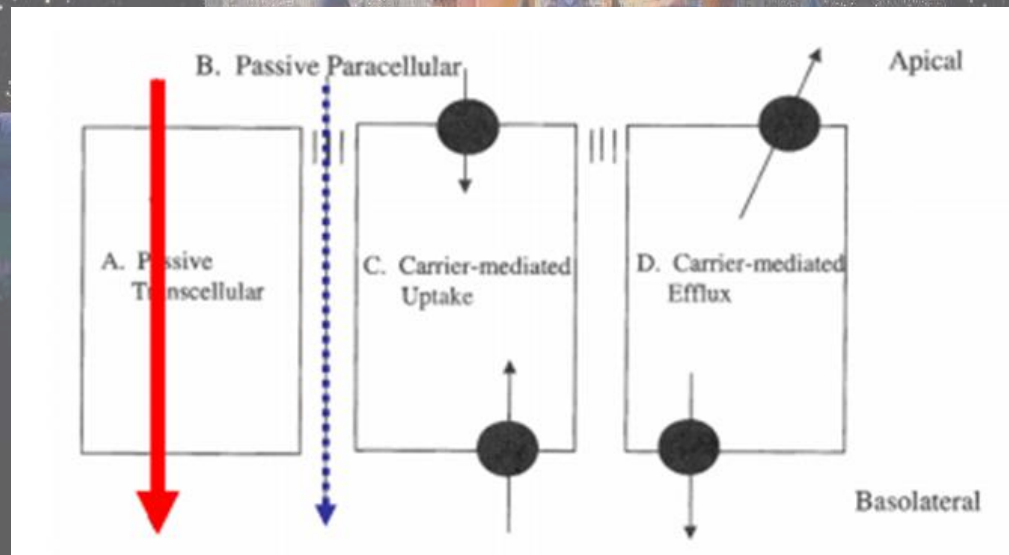 B. Passive Paracellular
Apical
A. Passive
Transcellular
C. Carrier-mediated
Uptake
D. Carrier-mediated
Efflux
Basolateral